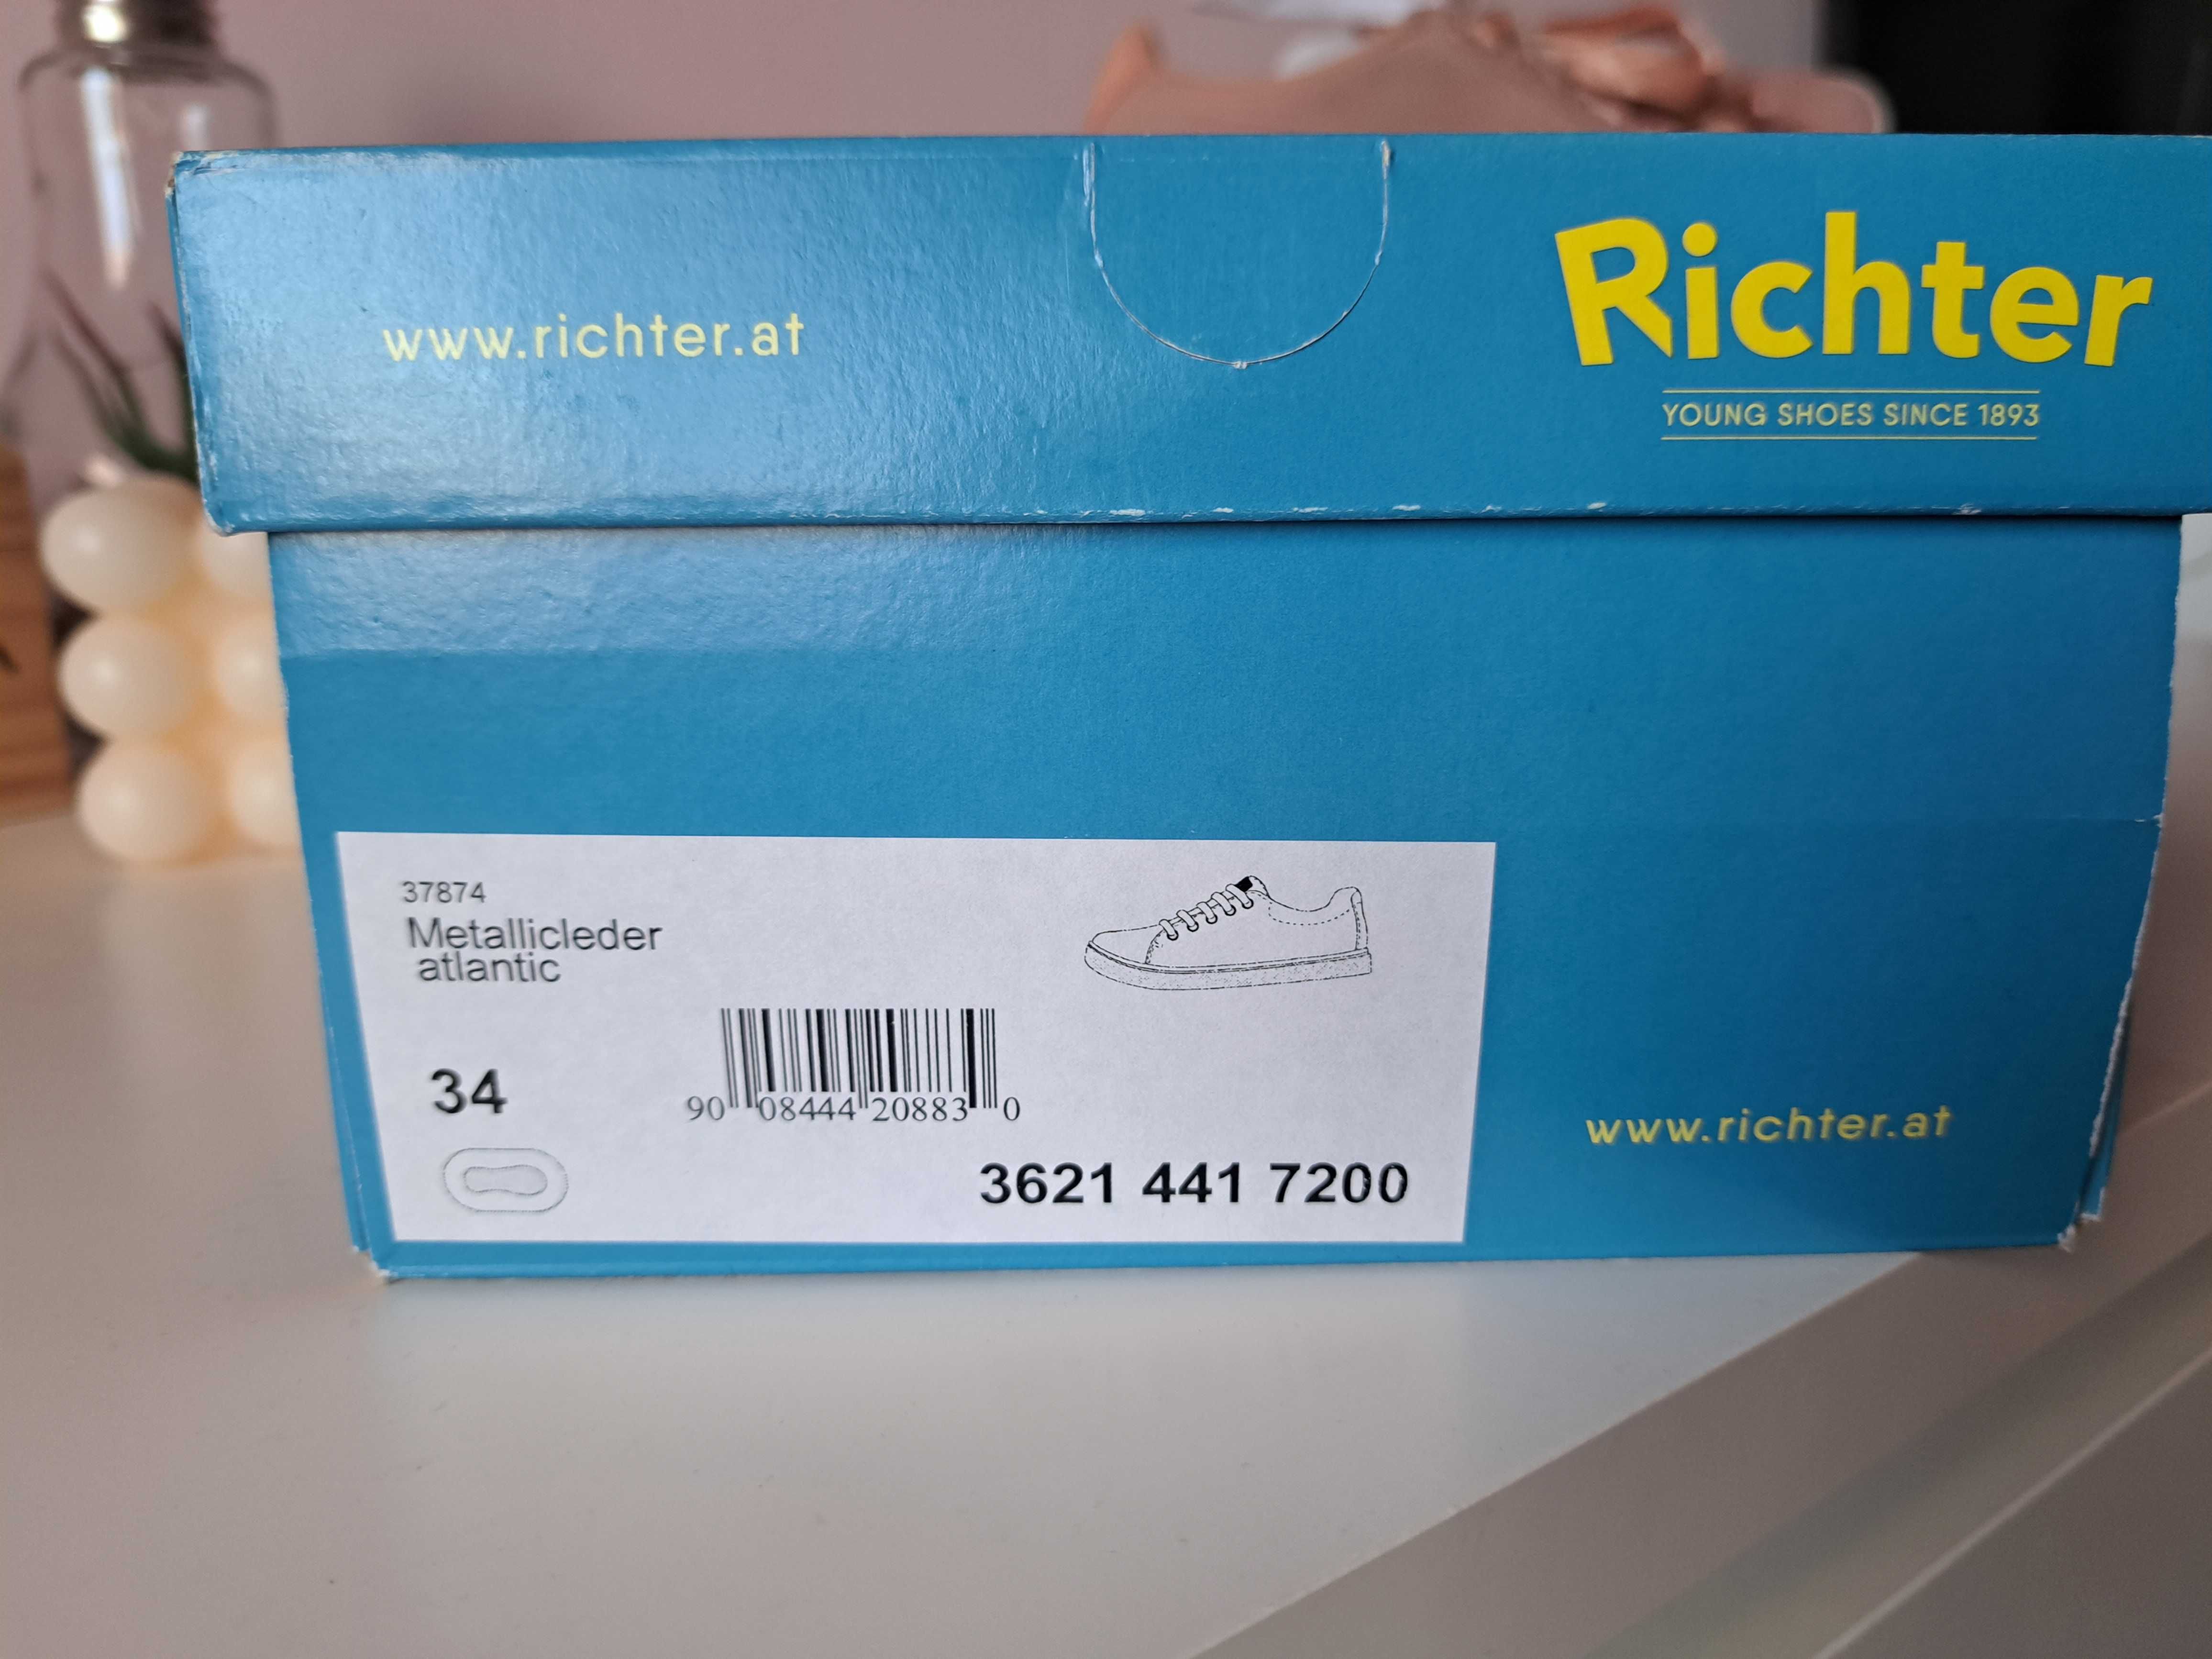 www.richter.at
Richter
YOUNG SHOES SINCE 1893
37874
Metallicleder
atlantic
34
90 08444 20883 0
3621 441 7200
www.richter.at